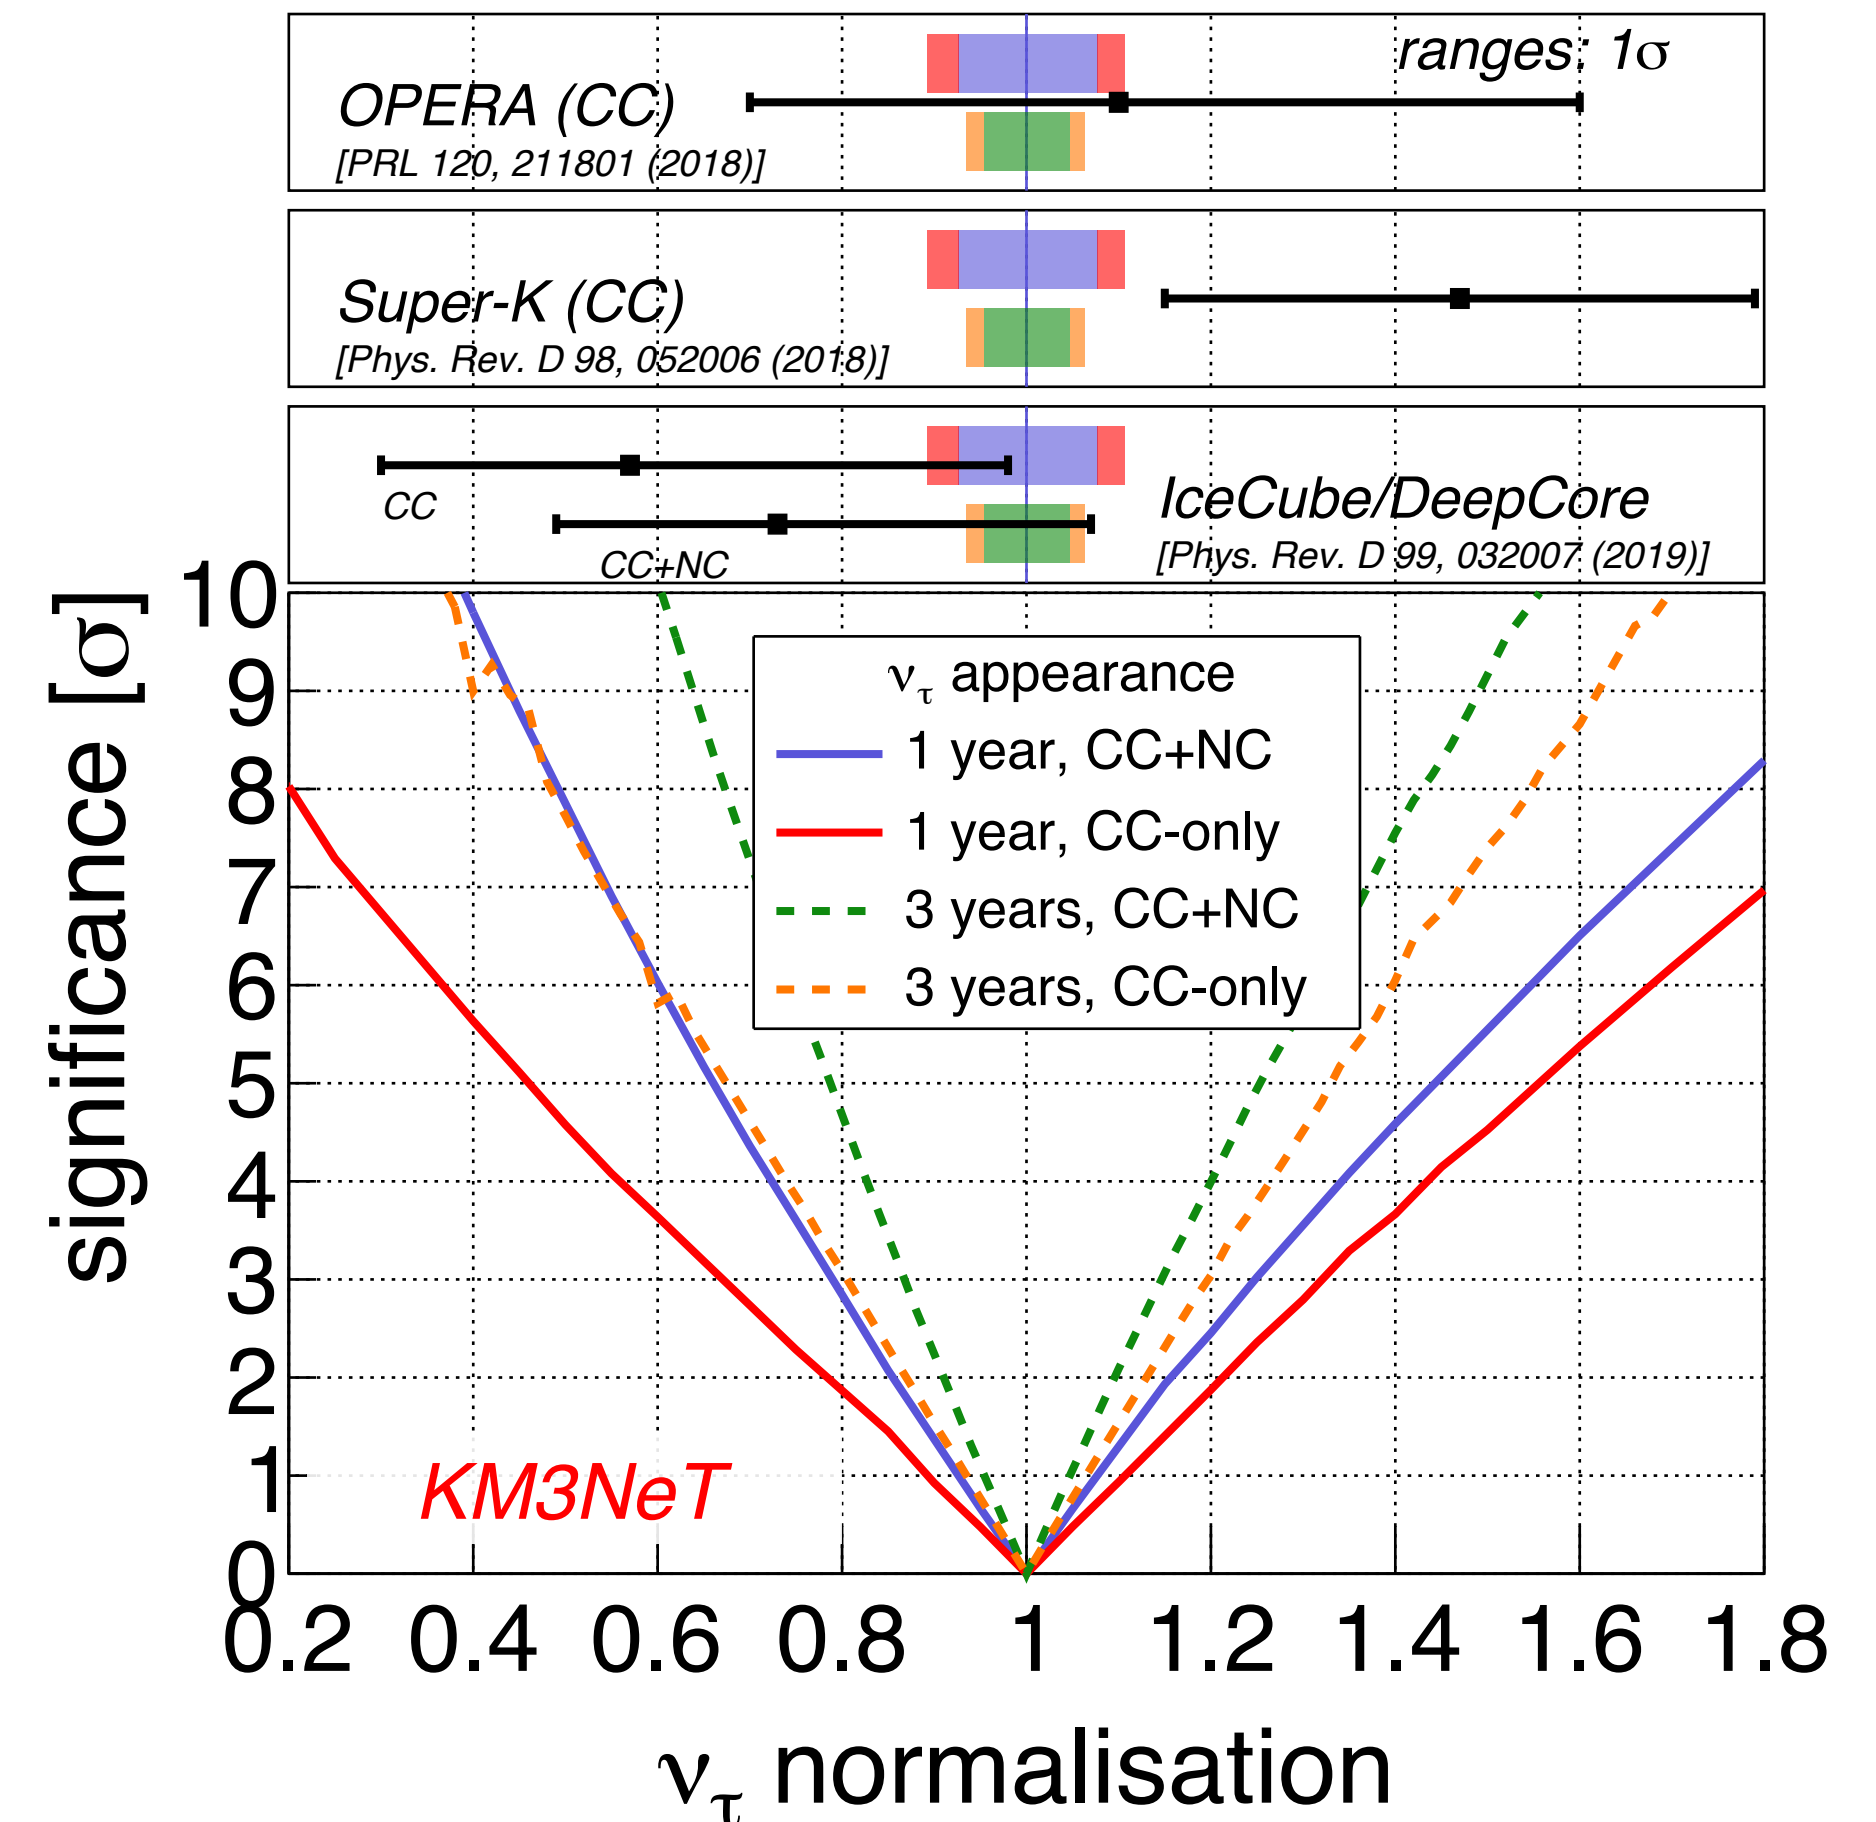 ranges: 1σ
OPERA (CC)
[PRL 120, 211801 (2018)]
Super-K (CC)
[Phys. Rev. D 98, 052006 (2018)]
CC
IceCube/DeepCore
CC+NC
[Phys. Rev. D 99, 032007 (2019)]
significance [σ]
10
9
8
7
6
5
4
3
2
1
0
ντ appearance
1 year, CC+NC
1 year, CC-only
3 years, CC+NC
3 years, CC-only
KM3NeT
0.2 0.4 0.6 0.8 1 1.2 1.4 1.6 1.8
ντ normalisation